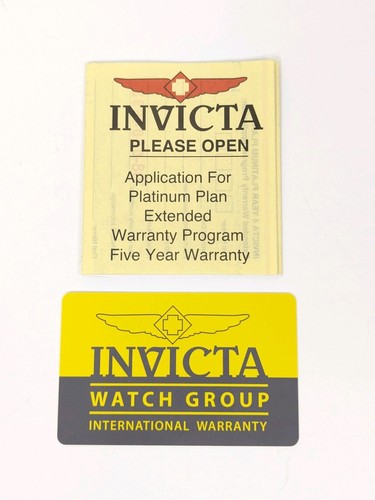 INVICTA
PLEASE OPEN
Application For
Platinum Plan
Extended
Warranty Program
Five Year Warranty
INVICTA
WATCH GROUP
INTERNATIONAL WARRANTY